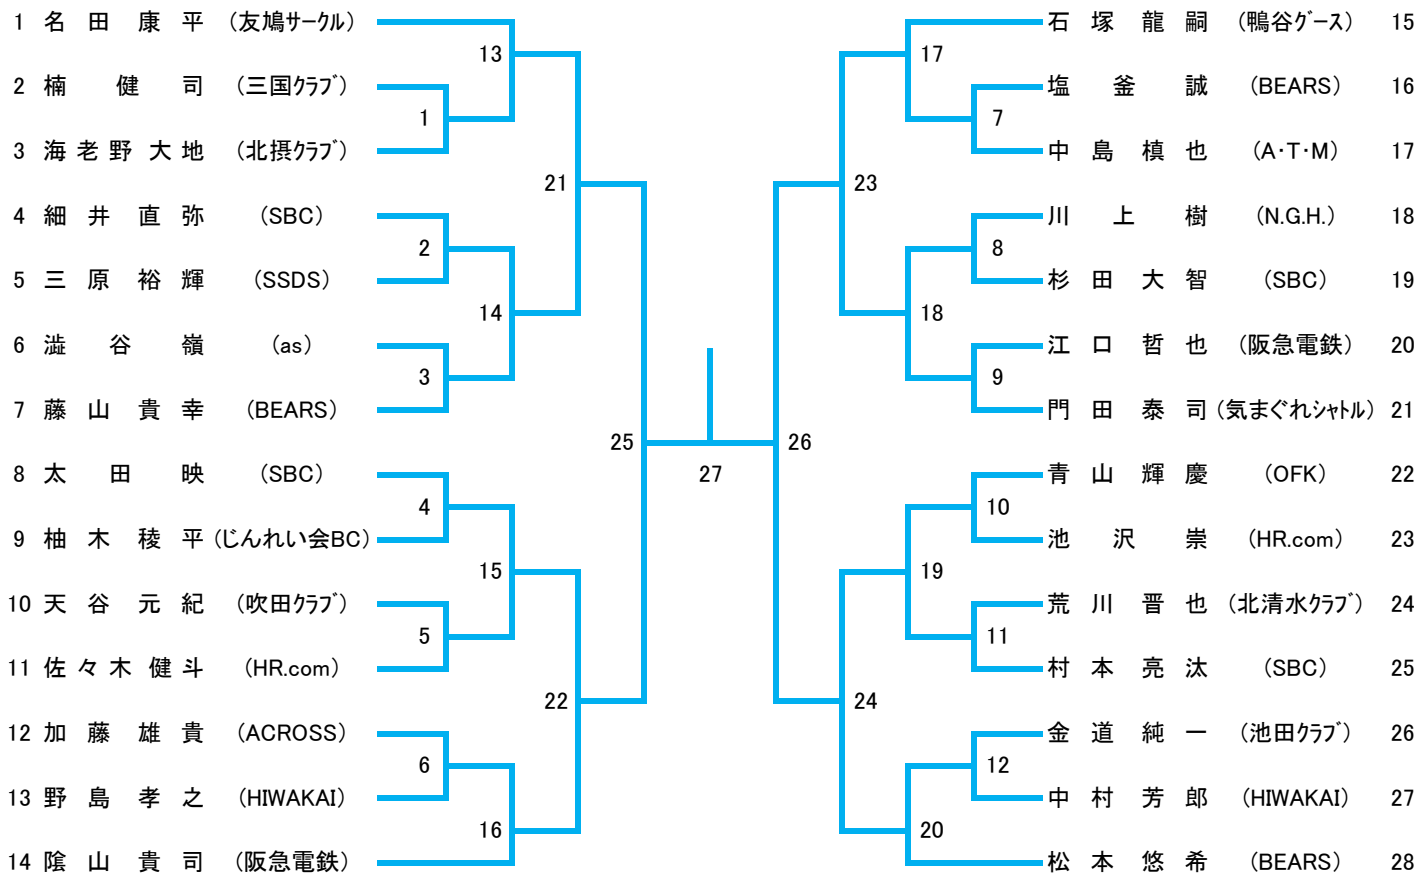 1 名田康平 (友鳩サークル)
2 楠健司 (三国クラブ)
3 海老野大地 (北摂クラブ)
4 細井直弥 (SBC)
5 三原裕輝 (SSDS)
6 澁谷嶺 (as)
7 藤山貴幸 (BEARS)
8 太田映 (SBC)
9 柚木稜平 (じんれい会BC)
10 天谷元紀 (吹田クラブ)
11 佐々木健斗 (HR.com)
12 加藤雄貴 (ACROSS)
13 野島孝之 (HIWAKAI)
14 陰山貴司 (阪急電鉄)
13
1
21
2
14
3
25
4
15
5
22
6
16
27
17
7
23
8
18
9
26
10
19
11
24
12
20
石塚龍嗣 (鴨谷グース) 15
塩釜誠 (BEARS) 16
中島槙也 (A・T・M) 17
川上樹 (N.G.H.) 18
杉田大智 (SBC) 19
江口哲也 (阪急電鉄) 20
門田泰司 (気まぐれシャトル) 21
青山輝慶 (OFK) 22
池沢崇 (HR.com) 23
荒川晋也 (北清水クラブ) 24
村本亮汰 (SBC) 25
金道純一 (池田クラブ) 26
中村芳郎 (HIWAKAI) 27
松本悠希 (BEARS) 28